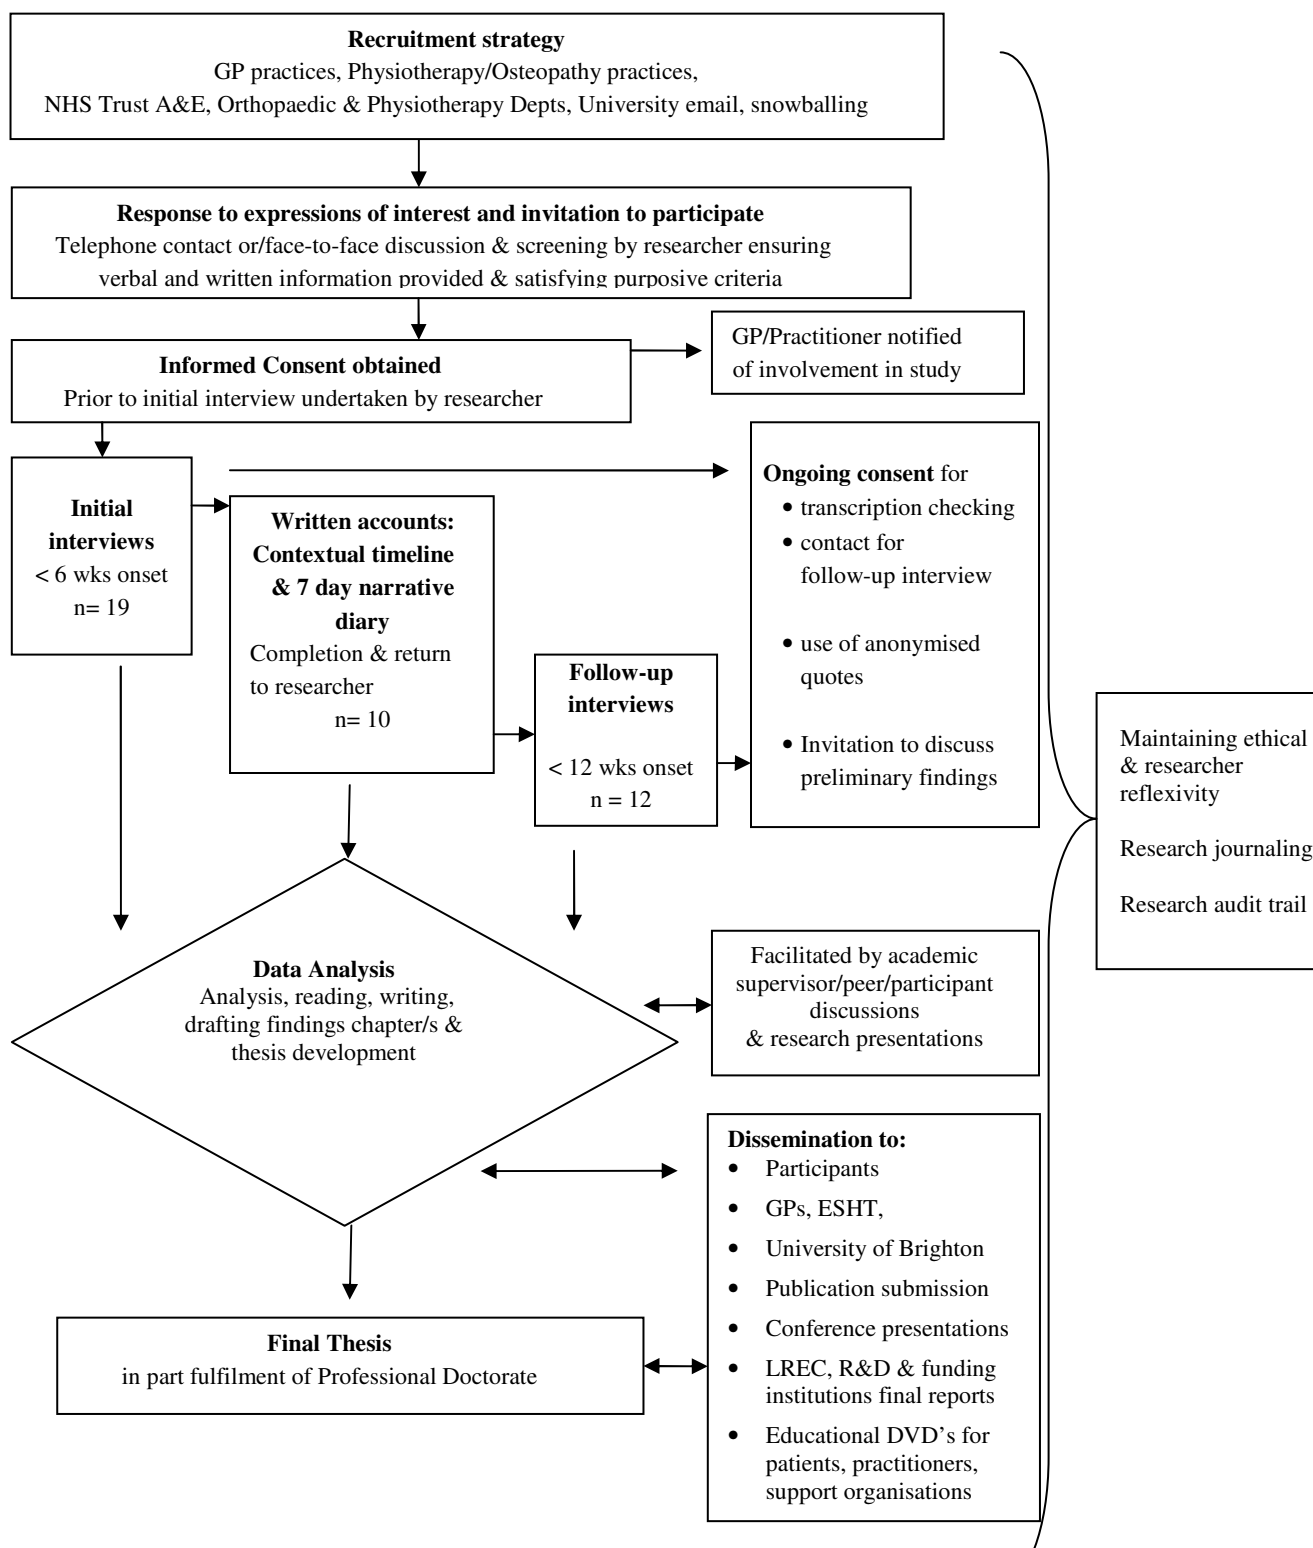 Recruitment strategy
GP practices, Physiotherapy/Osteopathy practices,
NHS Trust A&E, Orthopaedic & Physiotherapy Depts, University email, snowballing
Response to expressions of interest and invitation to participate
Telephone contact or/face-to-face discussion & screening by researcher ensuring
verbal and written information provided & satisfying purposive criteria
Informed Consent obtained
Prior to initial interview undertaken by researcher
GP/Practitioner notified
of involvement in study
Initial
interviews
< 6 wks onset
n= 19
Written accounts:
Contextual timeline
& 7 day narrative
diary
Completion & return
to researcher
n= 10
Follow-up
interviews
< 12 wks onset
n = 12
Ongoing consent for
• transcription checking
• contact for
follow-up interview
• use of anonymised
quotes
• Invitation to discuss
preliminary findings
Maintaining ethical
& researcher
reflexivity
Research journaling
Research audit trail
Data Analysis
Analysis, reading, writing,
drafting findings chapter/s &
thesis development
Facilitated by academic
supervisor/peer/participant
discussions
& research presentations
Dissemination to:
• Participants
• GPs, ESHT,
• University of Brighton
• Publication submission
• Conference presentations
• LREC, R&D & funding
institutions final reports
• Educational DVD's for
patients, practitioners,
support organisations
Final Thesis
in part fulfilment of Professional Doctorate